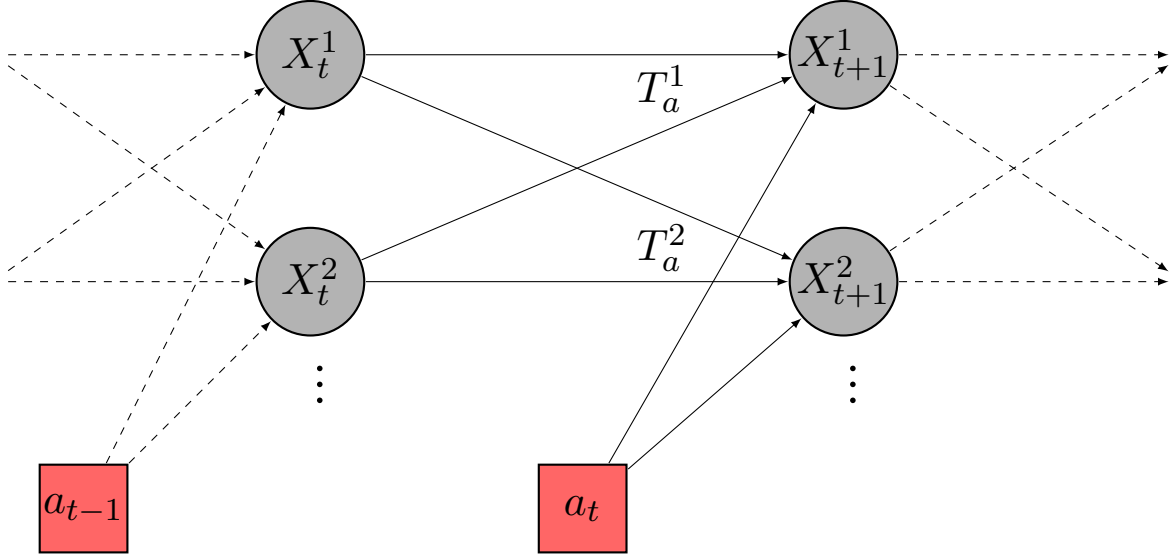 X_t^1 X_{t+1}^1
T_a^1
T_a^2
X_t^2 X_{t+1}^2
⋮ ⋮
a_{t-1} a_t